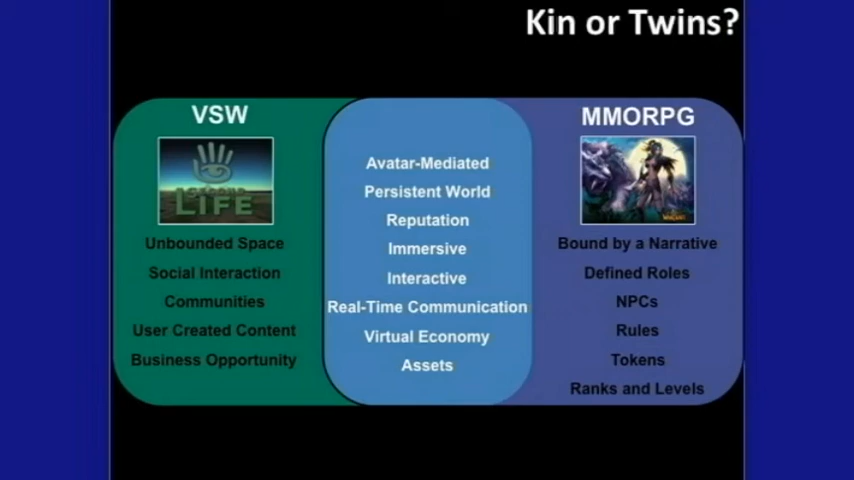 Kin or Twins?
VSW
SECOND
LIFE
Unbounded Space
Social Interaction
Communities
User Created Content
Business Opportunity
Avatar-Mediated
Persistent World
Reputation
Immersive
Interactive
Real-Time Communication
Virtual Economy
Assets
MMORPG
Bound by a Narrative
Defined Roles
NPCs
Rules
Tokens
Ranks and Levels